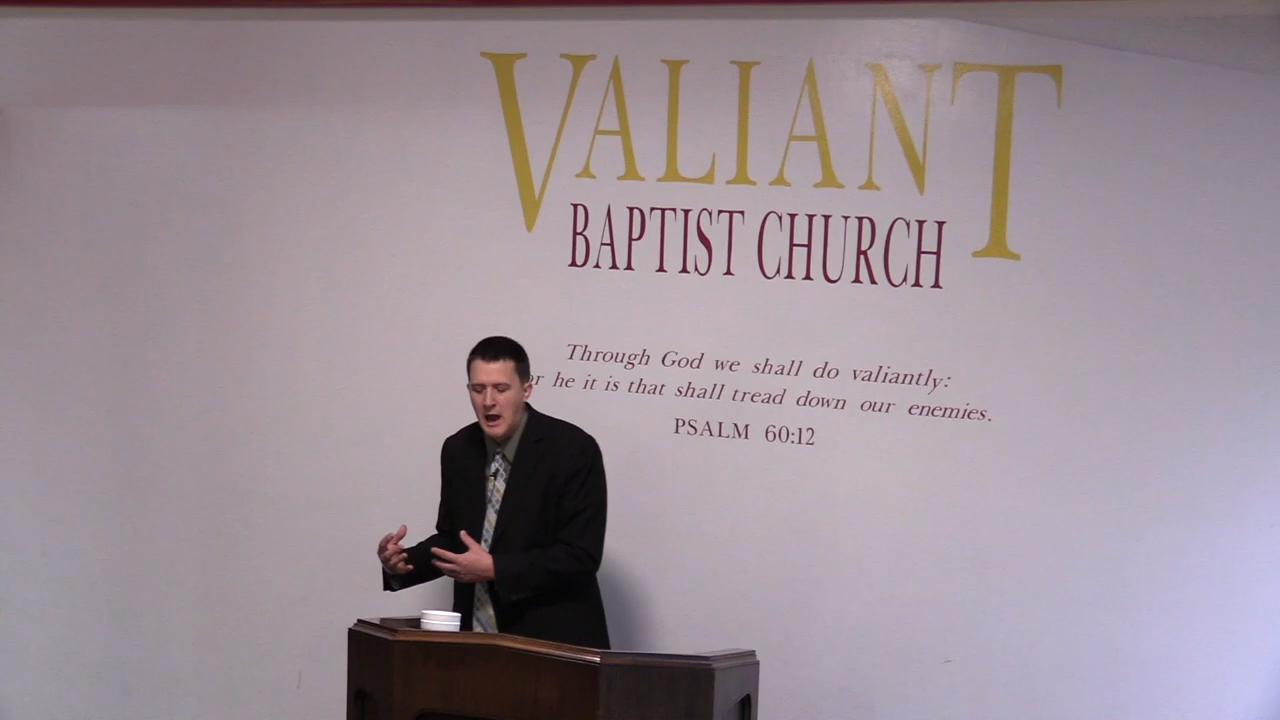 VALIANT
BAPTIST CHURCH
Through God we shall do valiantly:
he it is that shall tread down our enemies.
PSALM 60:12